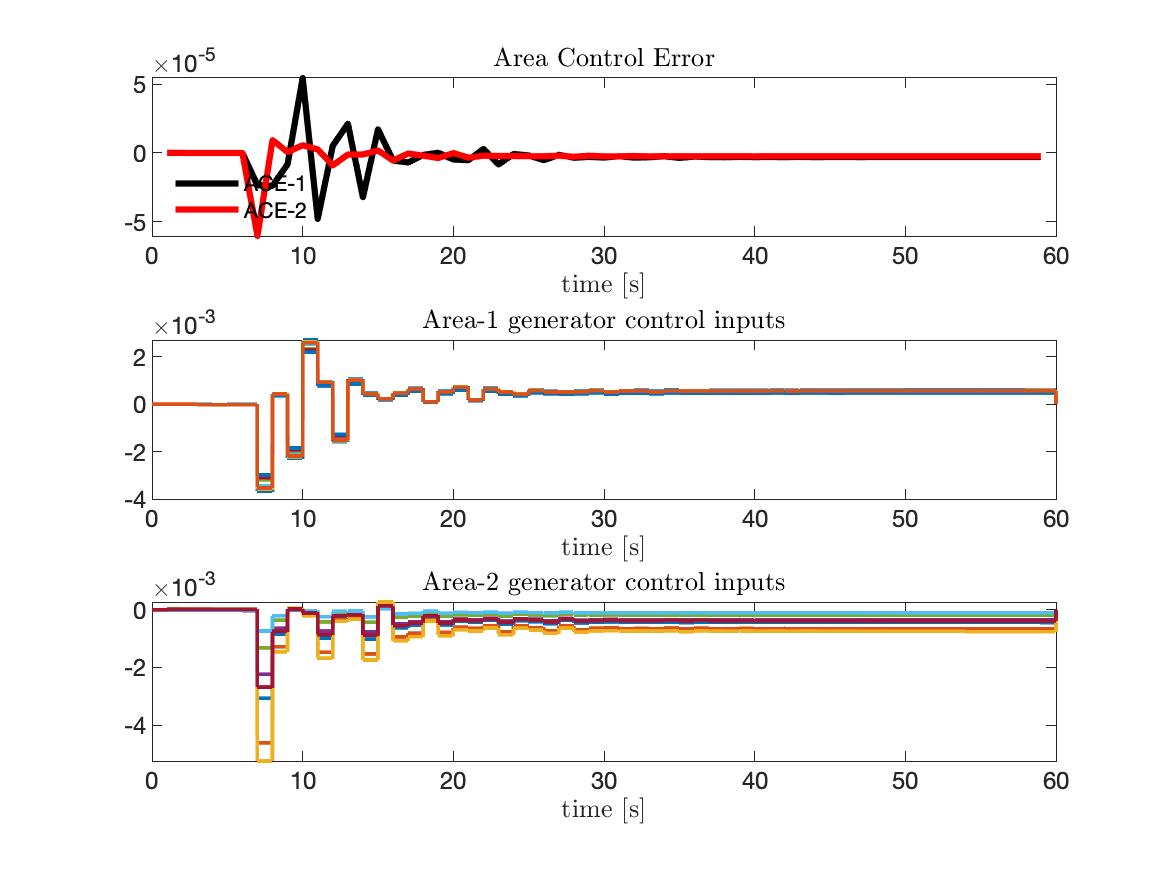 ×10-5
Area Control Error
5
0
-5
ACE-1
ACE-2
0 10 20 30 40 50 60
time [s]
×10-3
Area-1 generator control inputs
2
0
-2
-4
0 10 20 30 40 50 60
time [s]
×10-3
Area-2 generator control inputs
0
-2
-4
0 10 20 30 40 50 60
time [s]